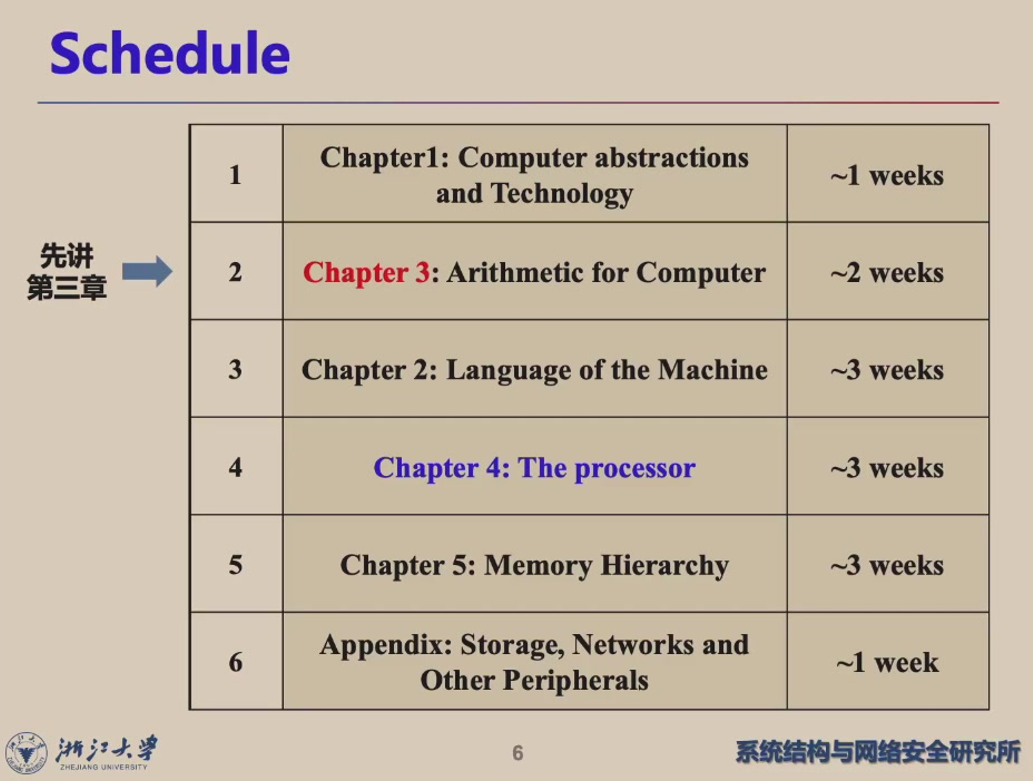 Schedule
1
Chapter1: Computer abstractions
and Technology
~1 weeks
先讲
第三章
2
Chapter 3: Arithmetic for Computer
~2 weeks
3
Chapter 2: Language of the Machine
~3 weeks
4
Chapter 4: The processor
~3 weeks
5
Chapter 5: Memory Hierarchy
~3 weeks
6
Appendix: Storage, Networks and
Other Peripherals
~1 week
浙江大学
ZHEJIANG UNIVERSITY
6
系统结构与网络安全研究所